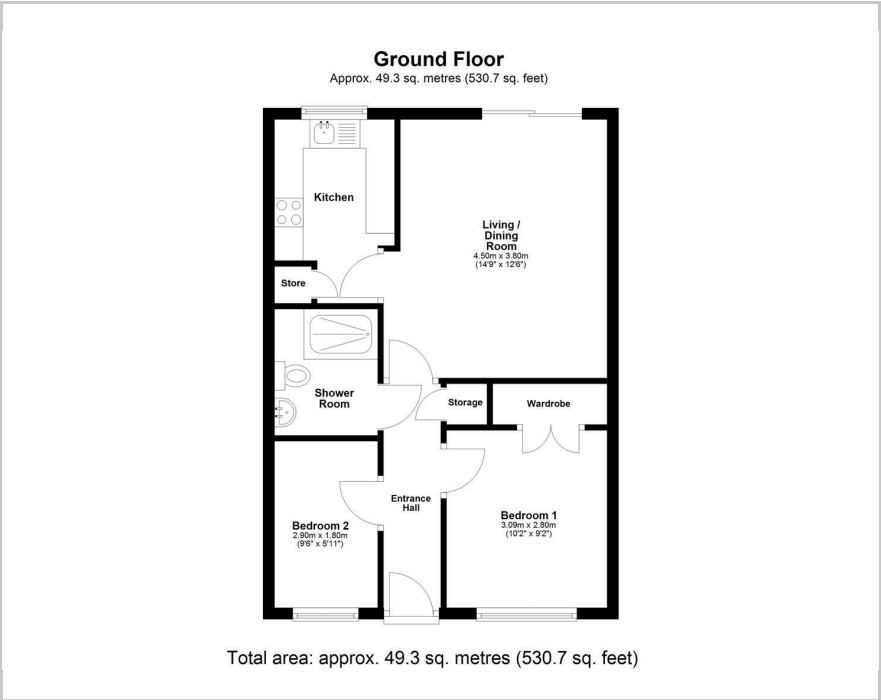 Ground Floor
Approx. 49.3 sq. metres (530.7 sq. feet)
Kitchen
Living /
Dining
Room
4.50m x 3.80m
(14'9" x 12'6")
Store
Shower
Room
Storage
Wardrobe
Entrance
Hall
Bedroom 1
3.09m x 2.80m
(10'2" x 9'2")
Bedroom 2
2.90m x 1.80m
(9'6" x 5'11")
Total area: approx. 49.3 sq. metres (530.7 sq. feet)